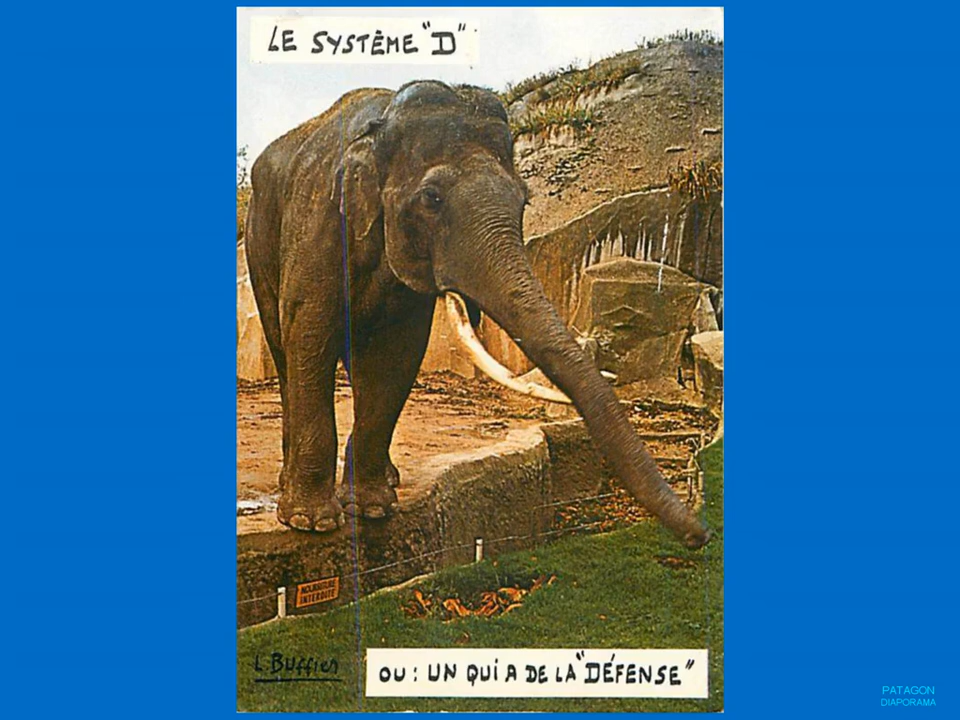 LE SYSTÈME "D"
NOURRITURE
INTERDITE
L. Buffier
OU : UN QUI A DE LA "DÉFENSE"
PATAGON
DIAPORAMA